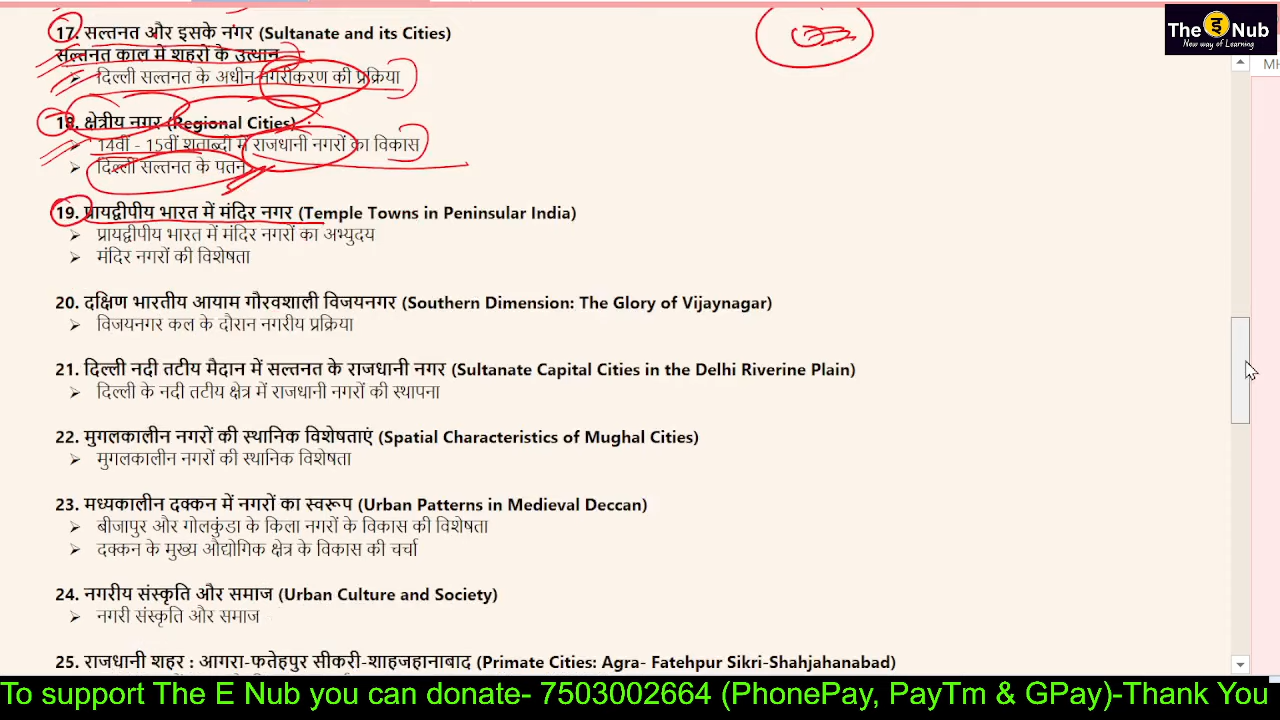 17. सल्तनत और इसके नगर (Sultanate and its Cities)
सल्तनत काल मे शहरो के उत्थान
➢ दिल्ली सल्तनत के अधीन नगरीकरण की प्रक्रिया
18. क्षेत्रीय नगर (Regional Cities)
➢ 14वीं - 15वीं शताब्दी में राजधानी नगरों का विकास
➢ दिल्ली सल्तनत के पतन
19. प्रायद्वीपीय भारत में मंदिर नगर (Temple Towns in Peninsular India)
➢ प्रायद्वीपीय भारत में मंदिर नगरों का अभ्युदय
➢ मंदिर नगरों की विशेषता
20. दक्षिण भारतीय आयाम गौरवशाली विजयनगर (Southern Dimension: The Glory of Vijaynagar)
➢ विजयनगर कल के दौरान नगरीय प्रक्रिया
21. दिल्ली नदी तटीय मैदान में सल्तनत के राजधानी नगर (Sultanate Capital Cities in the Delhi Riverine Plain)
➢ दिल्ली के नदी तटीय क्षेत्र में राजधानी नगरों की स्थापना
22. मुगलकालीन नगरों की स्थानिक विशेषताएं (Spatial Characteristics of Mughal Cities)
➢ मुगलकालीन नगरों की स्थानिक विशेषता
23. मध्यकालीन दक्कन में नगरों का स्वरूप (Urban Patterns in Medieval Deccan)
➢ बीजापुर और गोलकुंडा के किला नगरों के विकास की विशेषता
➢ दक्कन के मुख्य औद्योगिक क्षेत्र के विकास की चर्चा
24. नगरीय संस्कृति और समाज (Urban Culture and Society)
➢ नगरी संस्कृति और समाज
25. राजधानी शहर : आगरा-फतेहपुर सीकरी-शाहजहानाबाद (Primate Cities: Agra- Fatehpur Sikri-Shahjahanabad)
The इ Nub
Now way of Learning
To support The E Nub you can donate- 7503002664 (PhonePay, PayTm & GPay)-Thank You